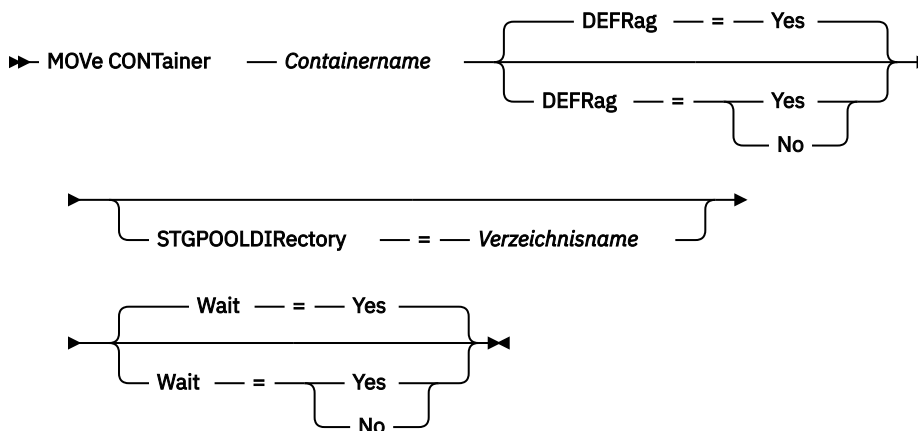 DEFRag = Yes
MOVe CONTainer Containername
DEFRag = Yes
No
STGPOOLDIRectory = Verzeichnisname
Wait = Yes
Wait = Yes
No